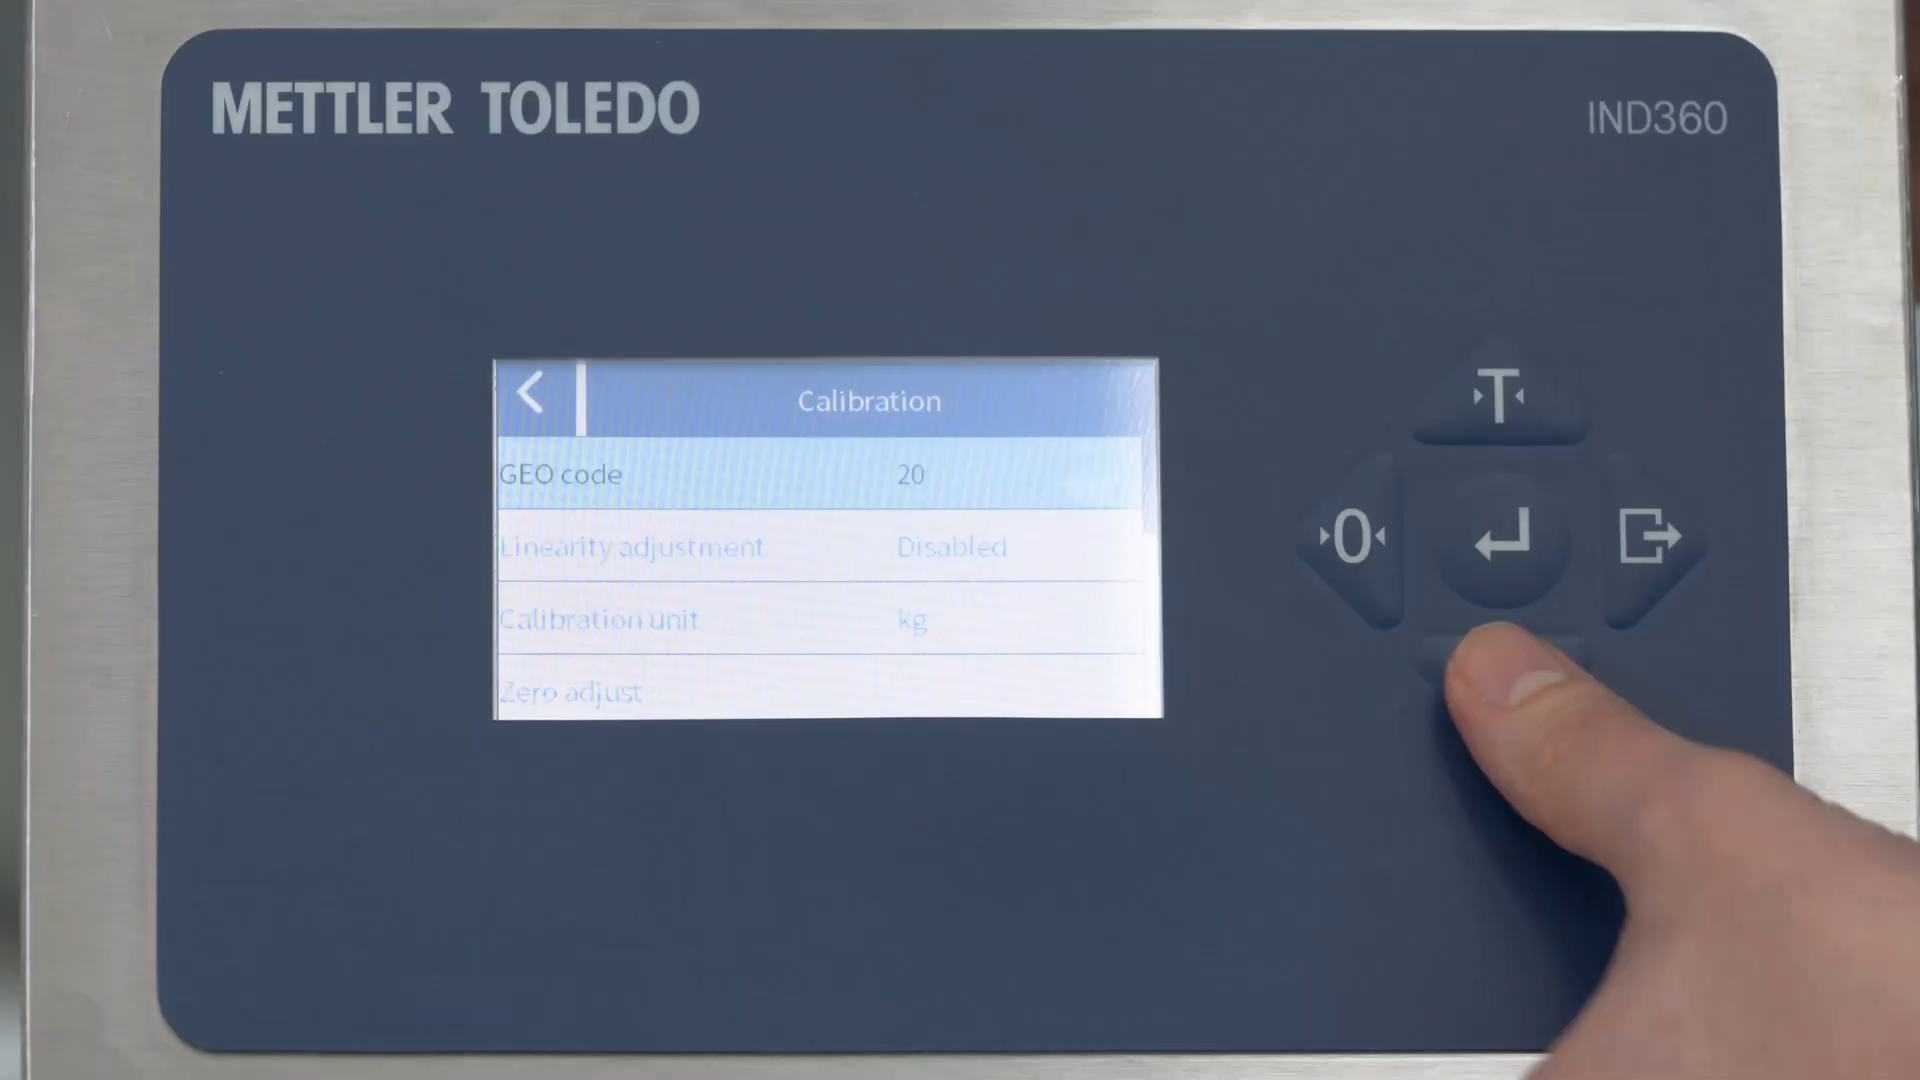 METTLER TOLEDO
IND360
Calibration
GEO code 20
Linearity adjustment Disabled
Calibration unit kg
Zero adjust
T
0